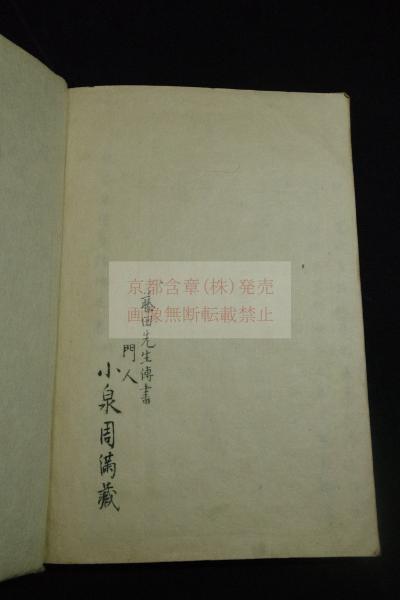 京都含章(株)発売
画像無断転載禁止
藤田先生傳書
門人
小泉周滿藏